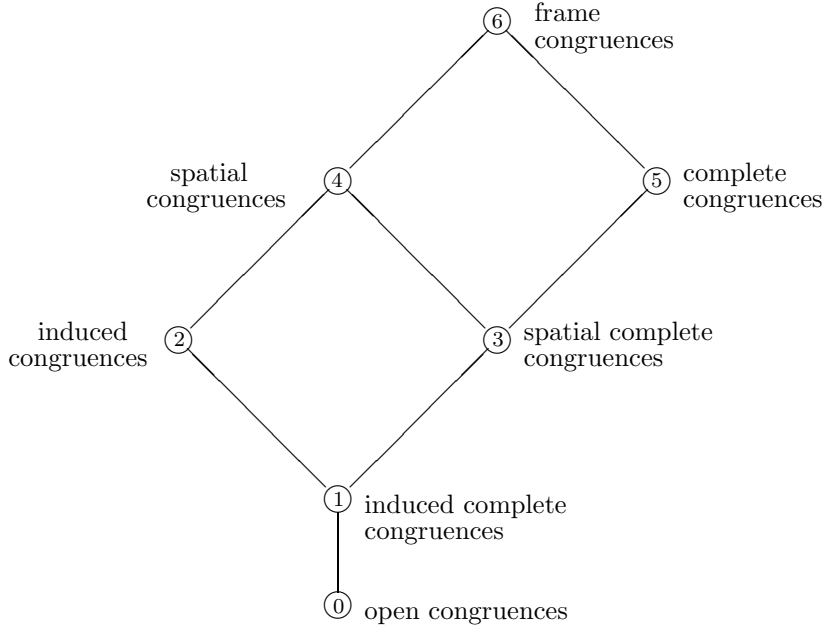 6 frame
congruences
spatial
congruences
4
5 complete
congruences
induced
congruences
2
3 spatial complete
congruences
1 induced complete
congruences
0 open congruences